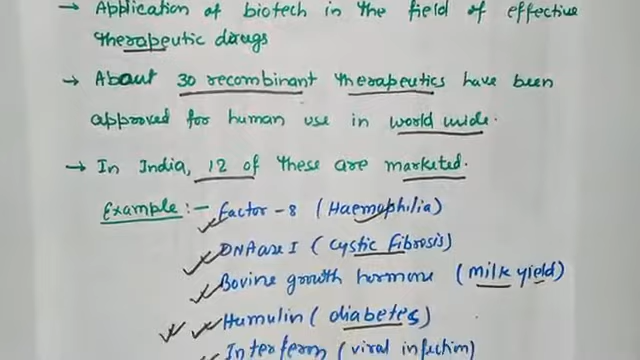 → Application of biotech in the field of effective
therapeutic drugs
→ About 30 recombinant therapeutics have been
approved for human use in world wide.
→ In India, 12 of these are marketed.
Example :- Factor-8 (Haemophilia)
DNAase I (Cystic Fibrosis)
Bovine growth hormone (milk yield)
Humulin (diabetes)
Interferon (viral infection)